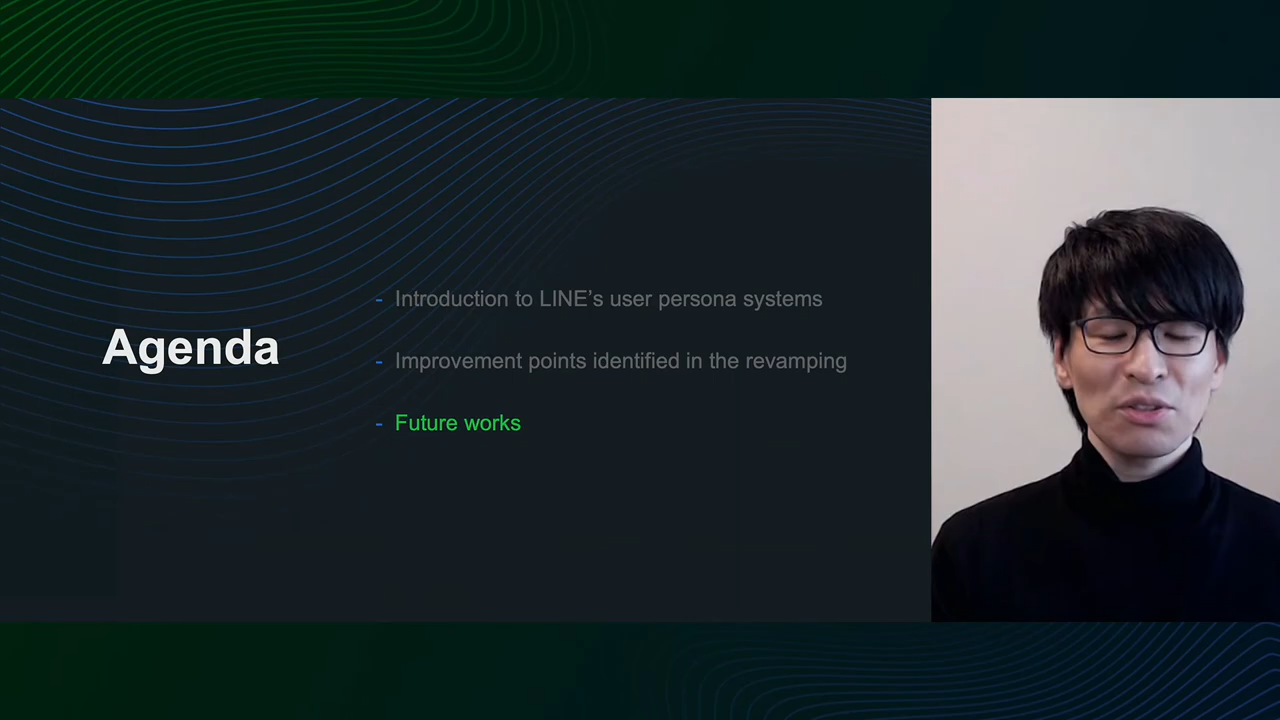 Agenda
- Introduction to LINE’s user persona systems
- Improvement points identified in the revamping
- Future works